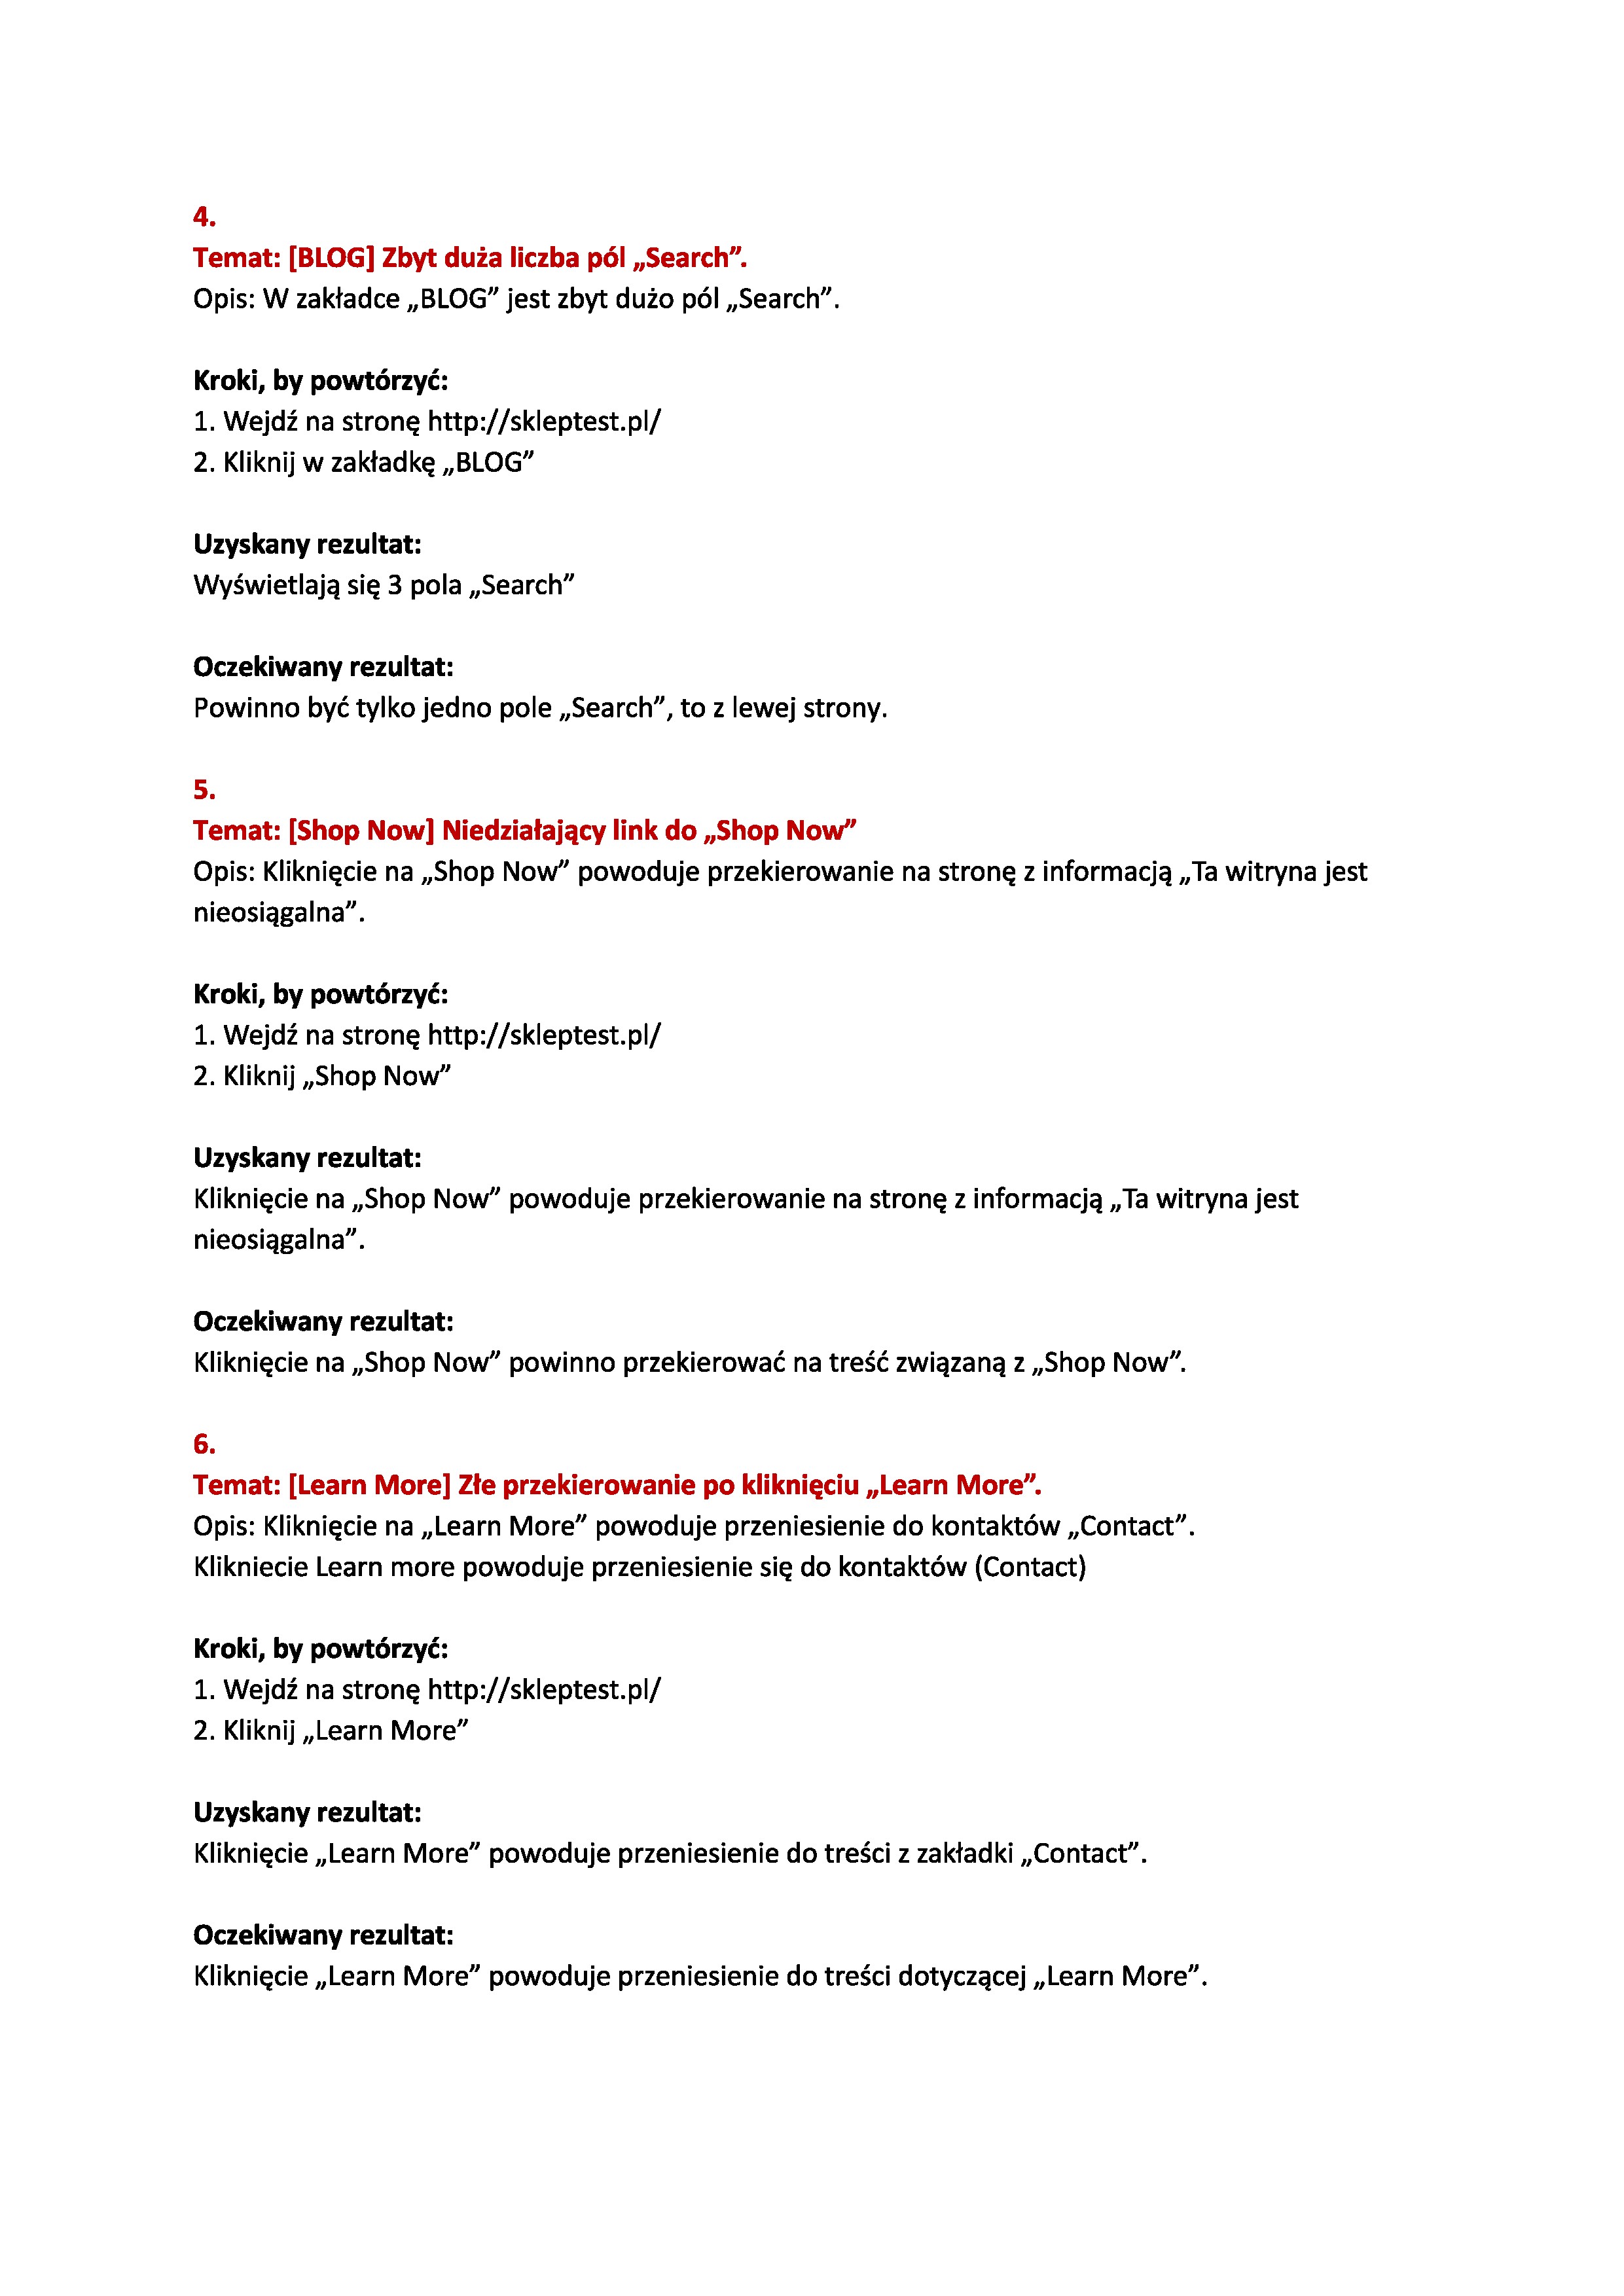 4.
Temat: [BLOG] Zbyt duża liczba pól „Search”.
Opis: W zakładce „BLOG” jest zbyt dużo pól „Search”.
Kroki, by powtórzyć:
1. Wejdź na stronę http://skleptest.pl/
2. Kliknij w zakładkę „BLOG”
Uzyskany rezultat:
Wyświetlają się 3 pola „Search”
Oczekiwany rezultat:
Powinno być tylko jedno pole „Search”, to z lewej strony.
5.
Temat: [Shop Now] Niedziałający link do „Shop Now”
Opis: Kliknięcie na „Shop Now” powoduje przekierowanie na stronę z informacją „Ta witryna jest
nieosiągalna”.
Kroki, by powtórzyć:
1. Wejdź na stronę http://skleptest.pl/
2. Kliknij „Shop Now”
Uzyskany rezultat:
Kliknięcie na „Shop Now” powoduje przekierowanie na stronę z informacją „Ta witryna jest
nieosiągalna”.
Oczekiwany rezultat:
Kliknięcie na „Shop Now” powinno przekierować na treść związaną z „Shop Now”.
6.
Temat: [Learn More] Złe przekierowanie po kliknięciu „Learn More”.
Opis: Kliknięcie na „Learn More” powoduje przeniesienie do kontaktów „Contact”.
Klikniecie Learn more powoduje przeniesienie się do kontaktów (Contact)
Kroki, by powtórzyć:
1. Wejdź na stronę http://skleptest.pl/
2. Kliknij „Learn More”
Uzyskany rezultat:
Kliknięcie „Learn More” powoduje przeniesienie do treści z zakładki „Contact”.
Oczekiwany rezultat:
Kliknięcie „Learn More” powoduje przeniesienie do treści dotyczącej „Learn More”.